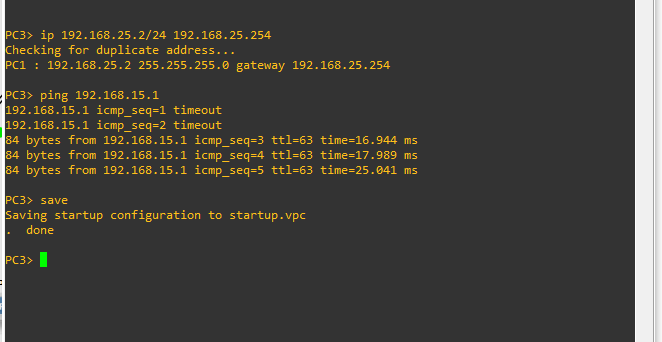 PC3> ip 192.168.25.2/24 192.168.25.254
Checking for duplicate address...
PC1 : 192.168.25.2 255.255.255.0 gateway 192.168.25.254
PC3> ping 192.168.15.1
192.168.15.1 icmp_seq=1 timeout
192.168.15.1 icmp_seq=2 timeout
84 bytes from 192.168.15.1 icmp_seq=3 ttl=63 time=16.944 ms
84 bytes from 192.168.15.1 icmp_seq=4 ttl=63 time=17.989 ms
84 bytes from 192.168.15.1 icmp_seq=5 ttl=63 time=25.041 ms
PC3> save
Saving startup configuration to startup.vpc
.  done
PC3>